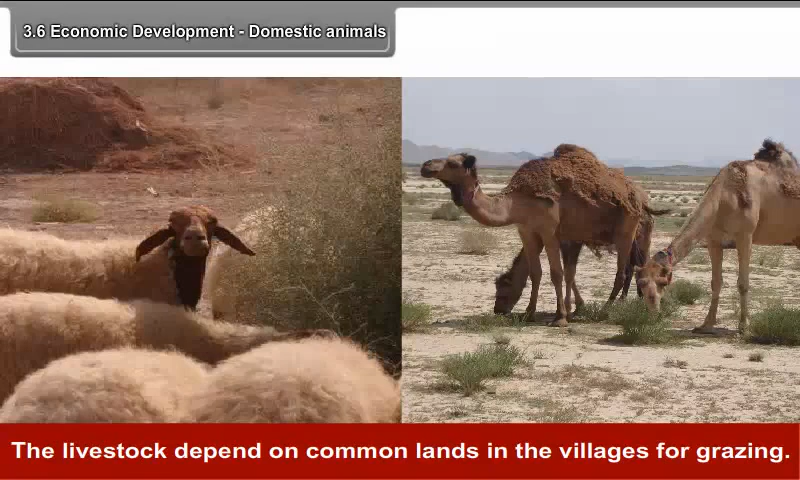 3.6 Economic Development - Domestic animals
The livestock depend on common lands in the villages for grazing.